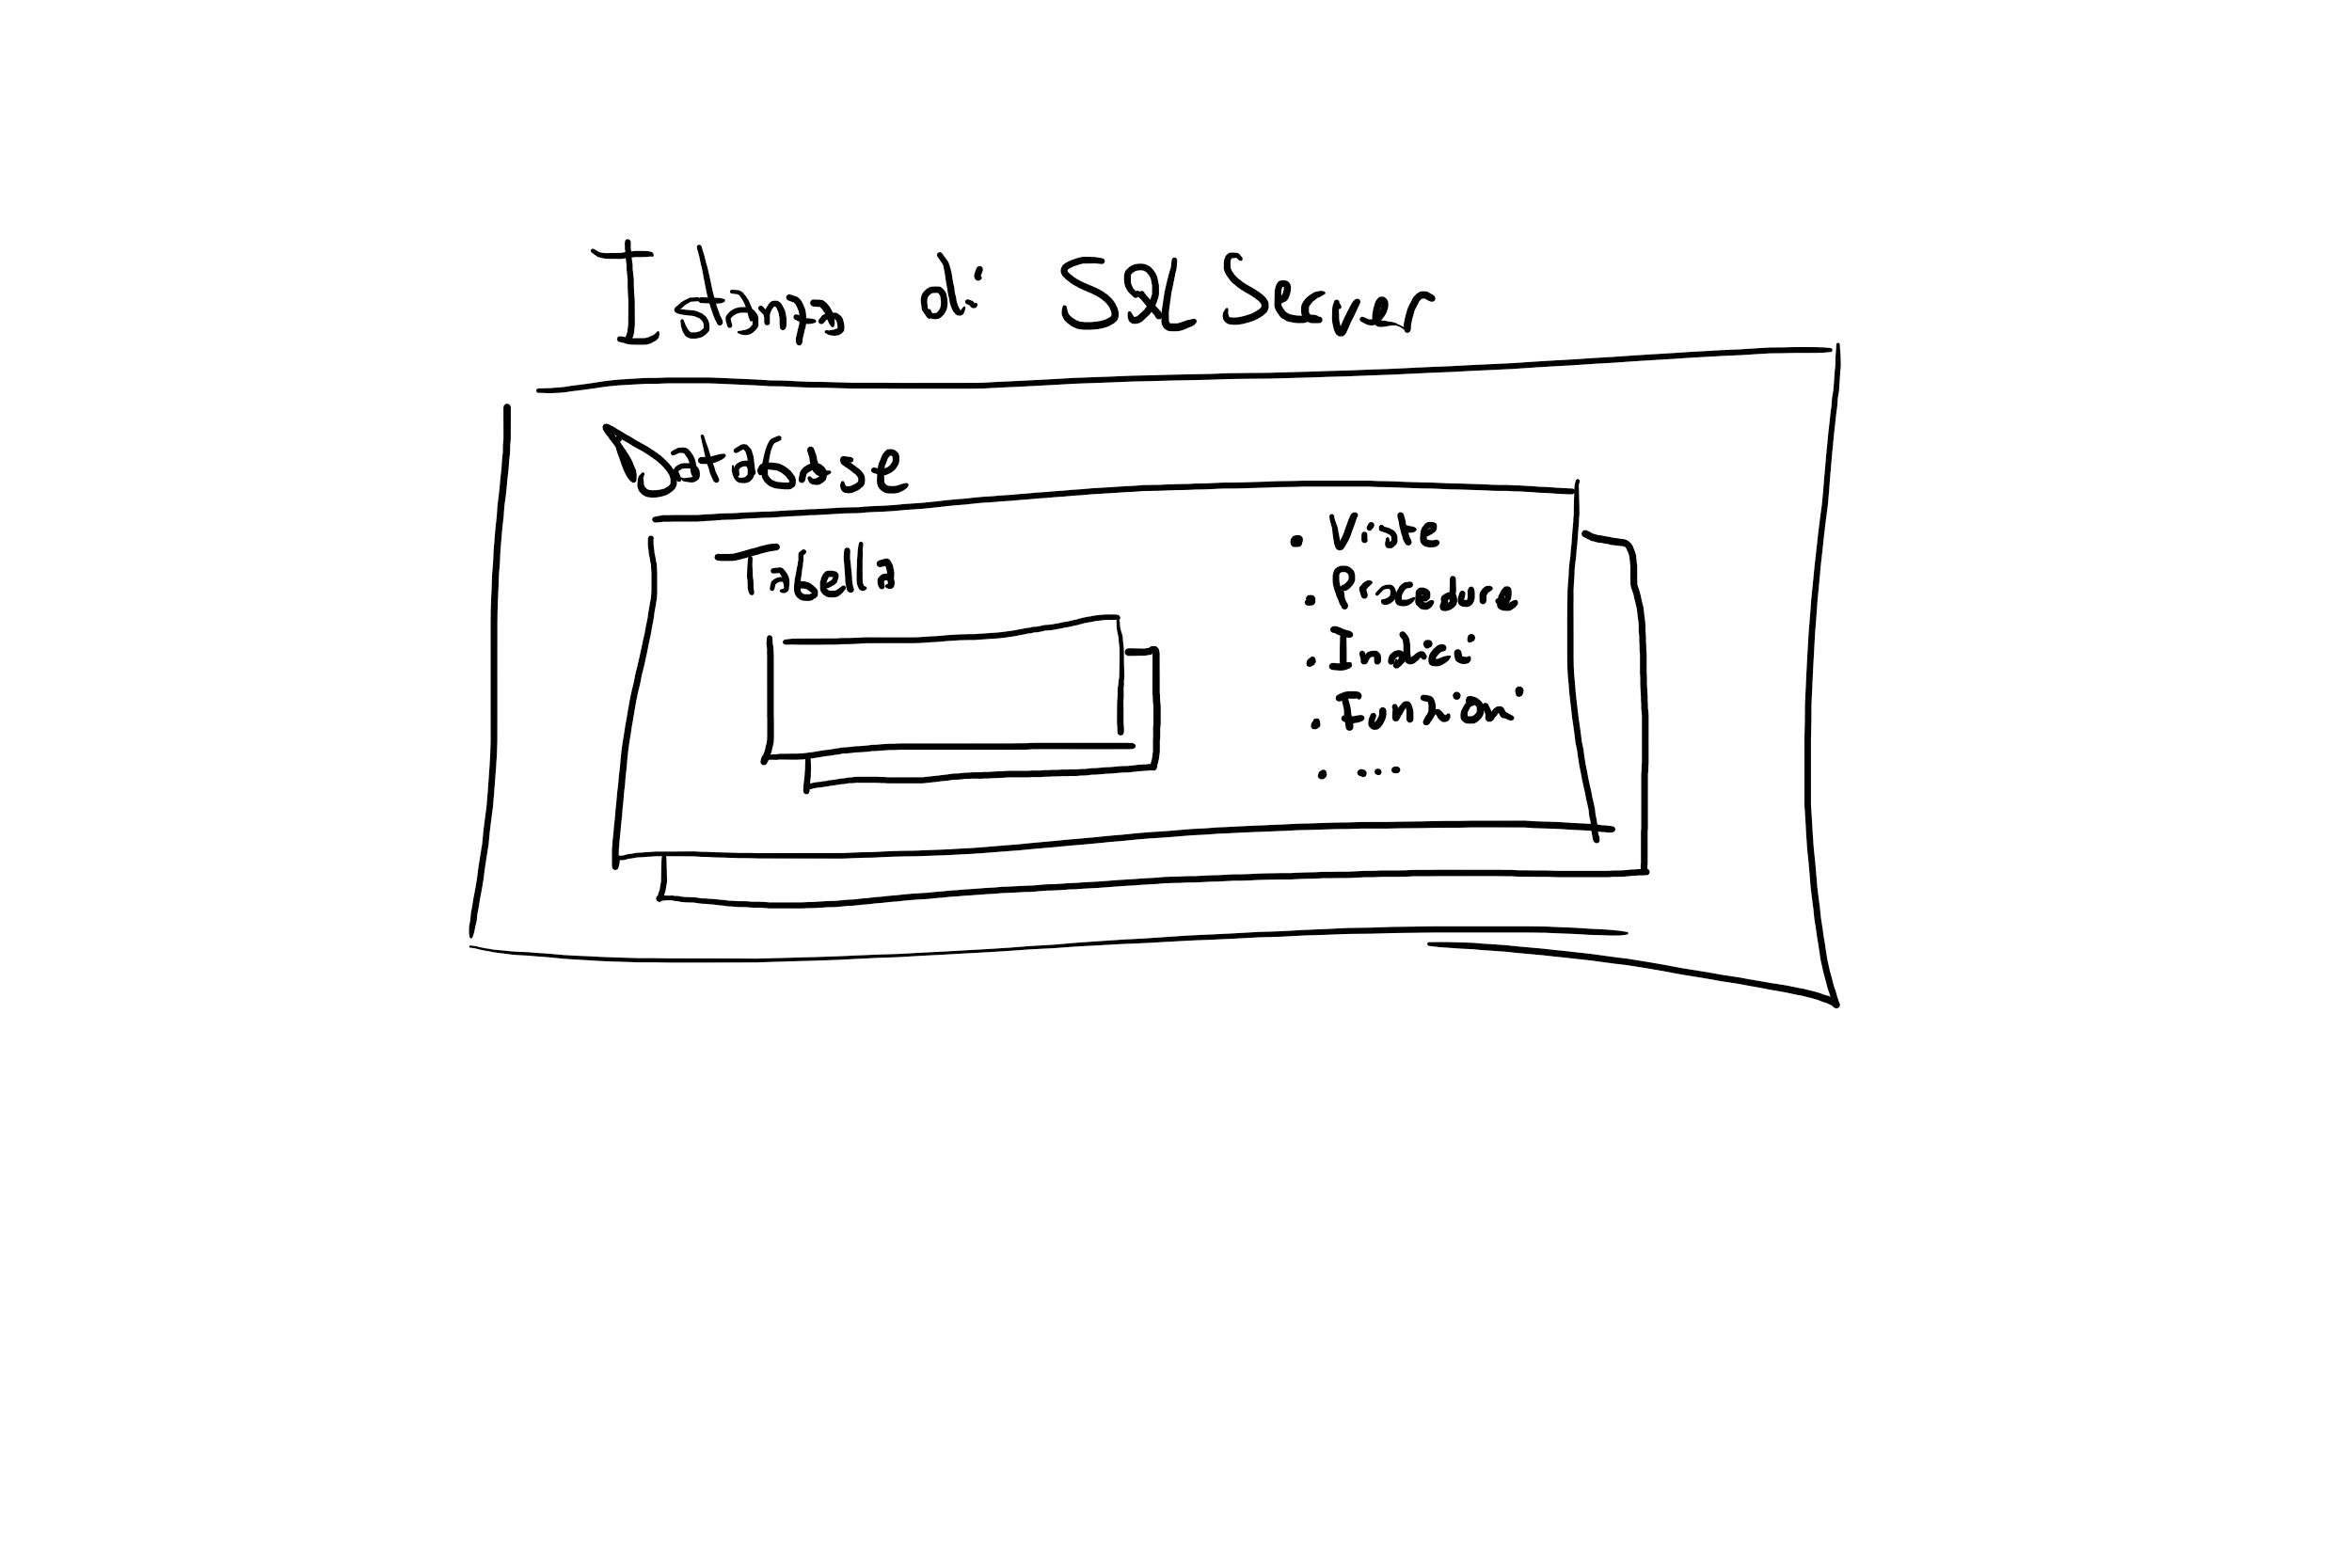 Istanza di SQL Server
Database
Tabella
. Viste
. Procedure
. Indici
. Funzioni
. ...